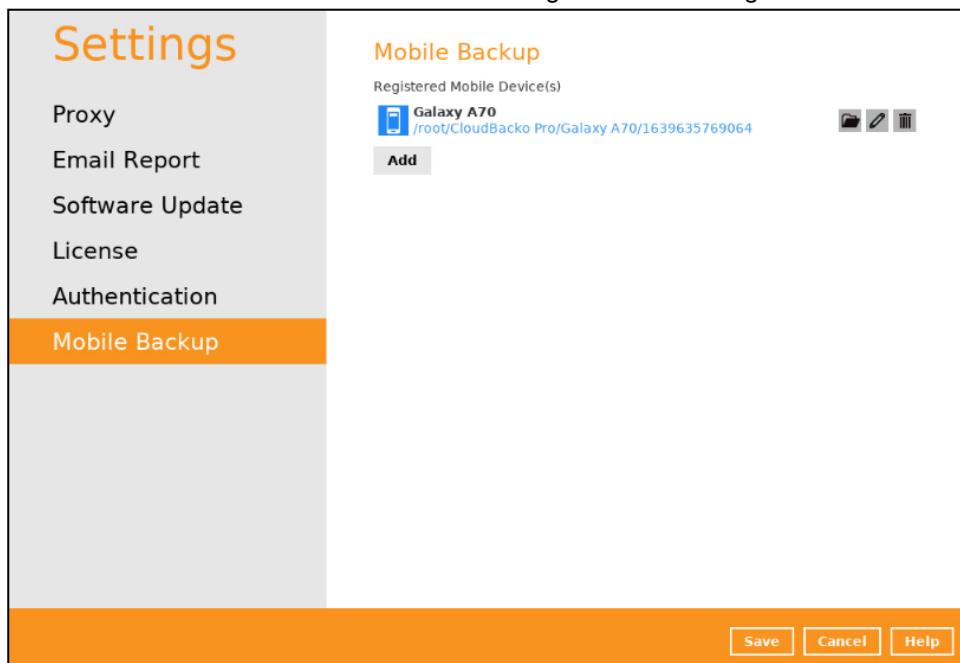 Settings
Proxy
Email Report
Software Update
License
Authentication
Mobile Backup
Mobile Backup
Registered Mobile Device(s)
Galaxy A70
/root/CloudBacko Pro/Galaxy A70/1639635769064
Add
Save Cancel Help